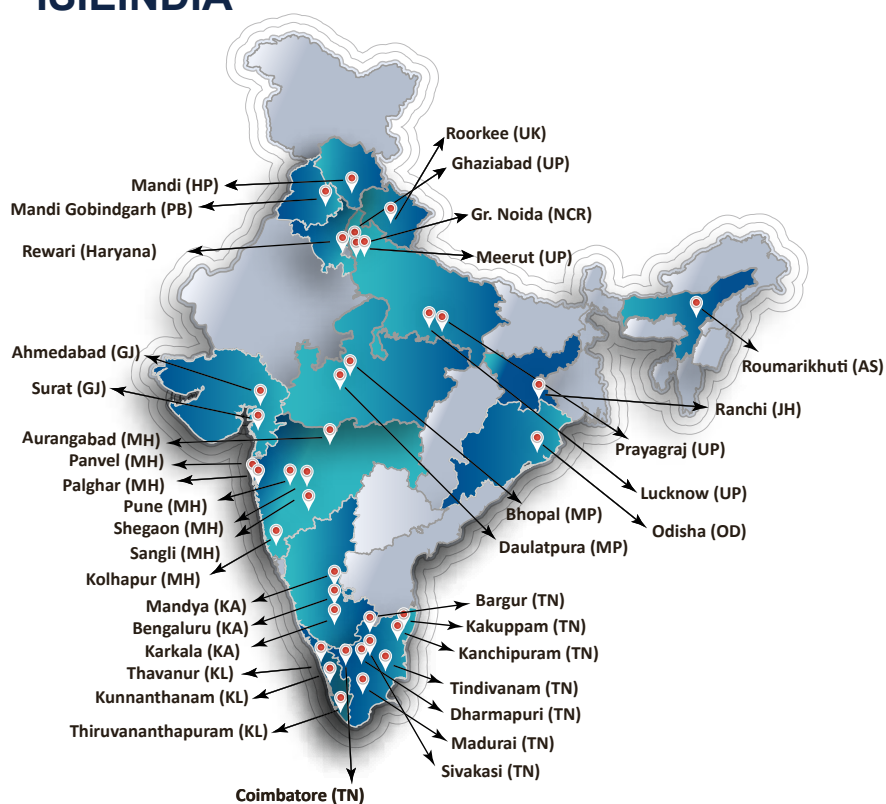 Roorkee (UK)
Ghaziabad (UP)
Mandi (HP)
Mandi Gobindgarh (PB)
Gr. Noida (NCR)
Rewari (Haryana)
Meerut (UP)
Ahmedabad (GJ)
Roumarikhuti (AS)
Surat (GJ)
Ranchi (JH)
Aurangabad (MH)
Prayagraj (UP)
Panvel (MH)
Palghar (MH)
Lucknow (UP)
Pune (MH)
Bhopal (MP)
Shegaon (MH)
Odisha (OD)
Daulatpura (MP)
Sangli (MH)
Kolhapur (MH)
Mandya (KA)
Bargur (TN)
Bengaluru (KA)
Kakuppam (TN)
Karkala (KA)
Kanchipuram (TN)
Thavanur (KL)
Tindivanam (TN)
Kunnanthanam (KL)
Dharmapuri (TN)
Thiruvananthapuram (KL)
Madurai (TN)
Sivakasi (TN)
Coimbatore (TN)